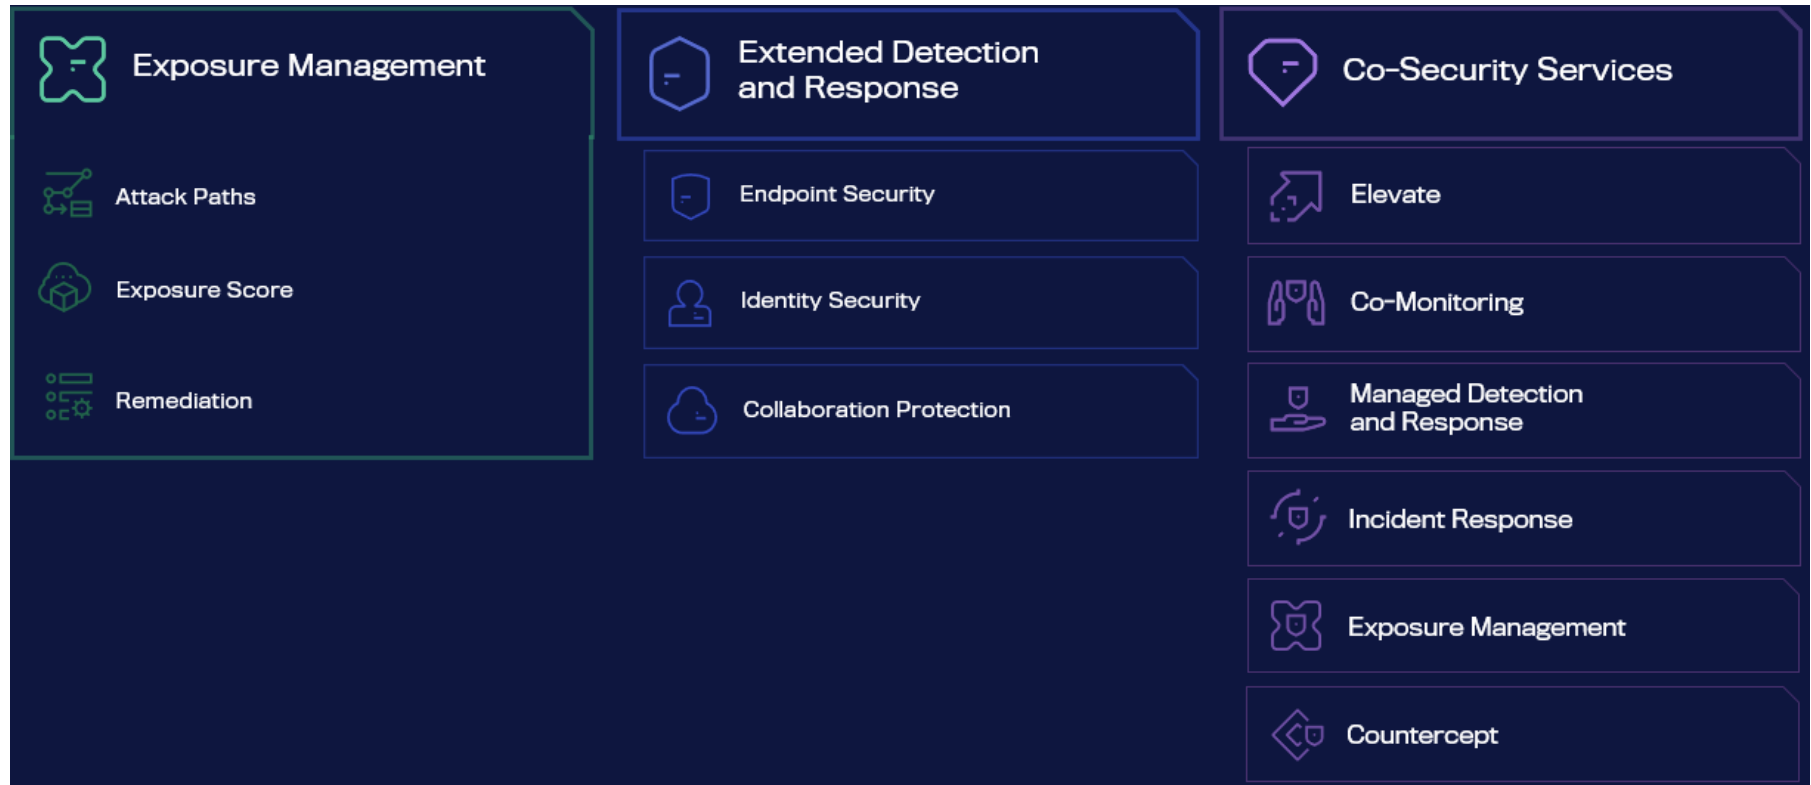 Exposure Management
Attack Paths
Exposure Score
Remediation
Extended Detection
and Response
Endpoint Security
Identity Security
Collaboration Protection
Co-Security Services
Elevate
Co-Monitoring
Managed Detection
and Response
Incident Response
Exposure Management
Countercept